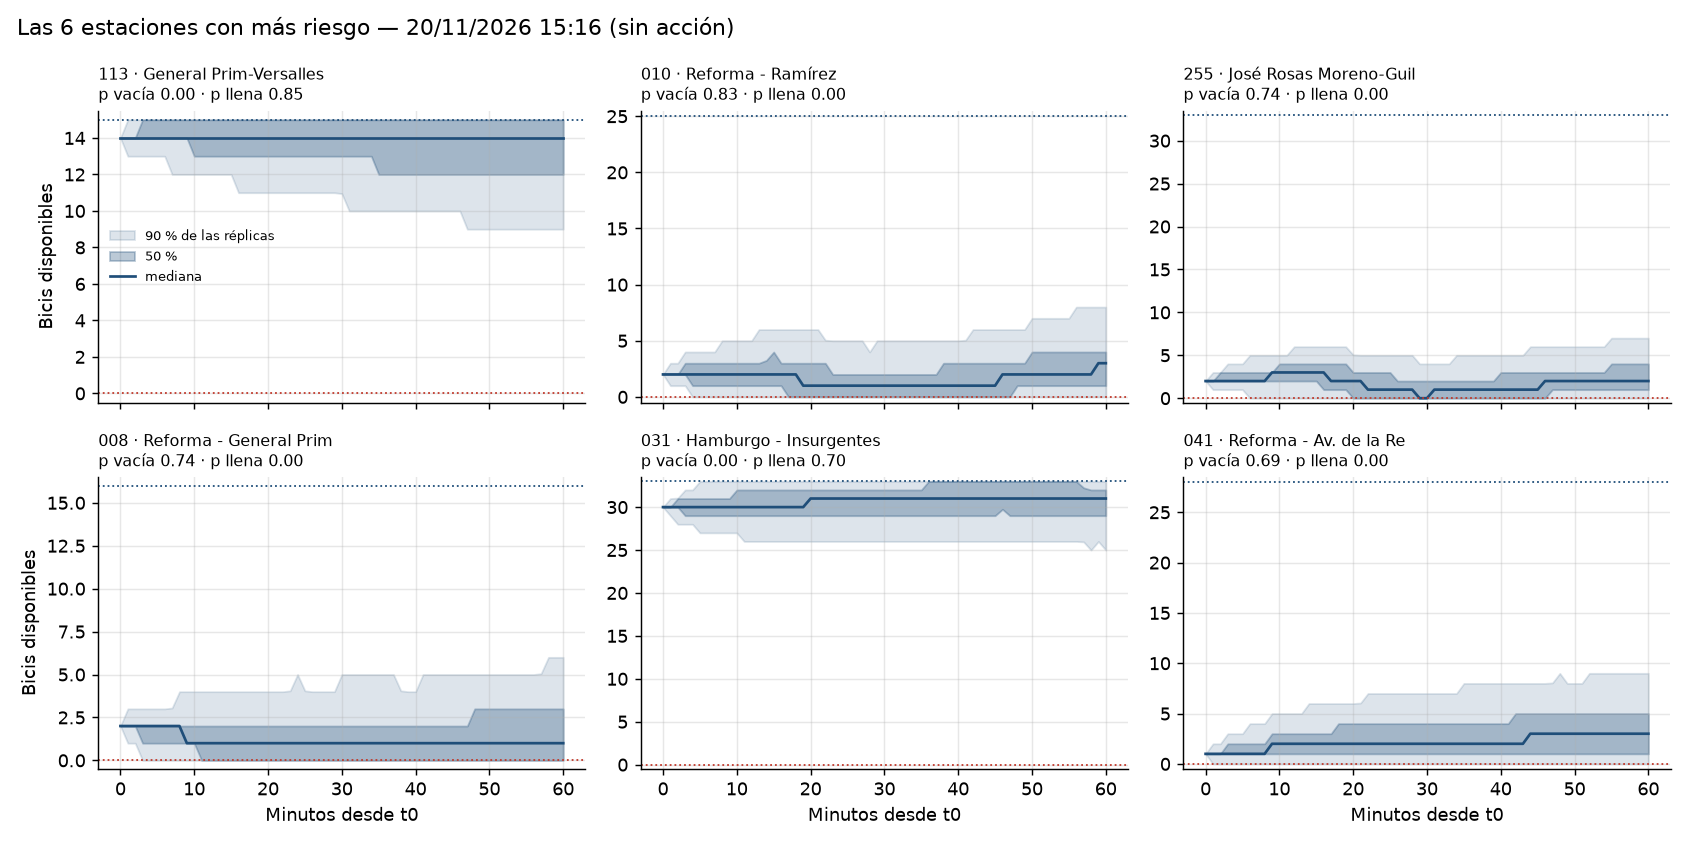 Las 6 estaciones con más riesgo — 20/11/2026 15:16 (sin acción)
113 · General Prim-Versalles
p vacía 0.00 · p llena 0.85
010 · Reforma - Ramírez
p vacía 0.83 · p llena 0.00
255 · José Rosas Moreno-Guil
p vacía 0.74 · p llena 0.00
Bicis disponibles
14
12
10
8
6
4
2
0
90 % de las réplicas
50 %
mediana
25
20
15
10
5
0
30
25
20
15
10
5
0
008 · Reforma - General Prim
p vacía 0.74 · p llena 0.00
031 · Hamburgo - Insurgentes
p vacía 0.00 · p llena 0.70
041 · Reforma - Av. de la Re
p vacía 0.69 · p llena 0.00
Bicis disponibles
15.0
12.5
10.0
7.5
5.0
2.5
0.0
30
25
20
15
10
5
0
25
20
15
10
5
0
0 10 20 30 40 50 60
0 10 20 30 40 50 60
0 10 20 30 40 50 60
Minutos desde t0
Minutos desde t0
Minutos desde t0